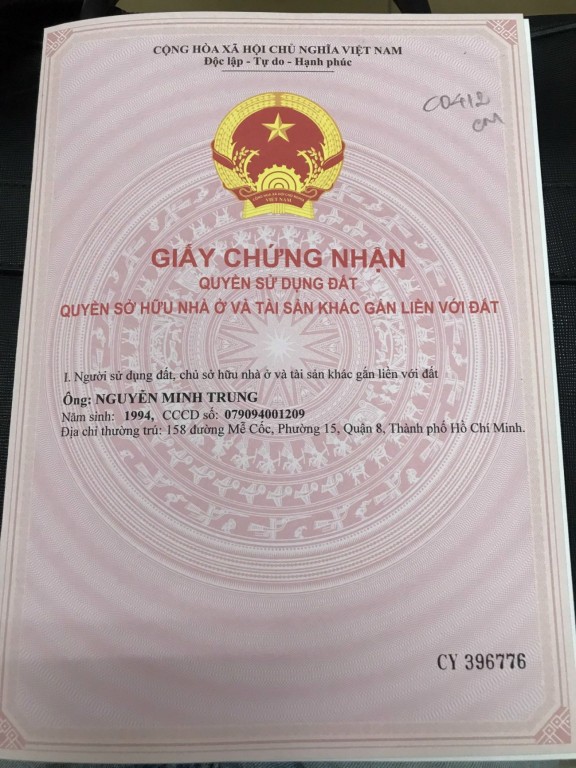 CỘNG HÒA XÃ HỘI CHỦ NGHĨA VIỆT NAM
Độc lập - Tự do - Hạnh phúc
CO412
CM
VIỆT NAM
GIẤY CHỨNG NHẬN
QUYỀN SỬ DỤNG ĐẤT
QUYỀN SỞ HỮU NHÀ Ở VÀ TÀI SẢN KHÁC GẮN LIỀN VỚI ĐẤT
I. Người sử dụng đất, chủ sở hữu nhà ở và tài sản khác gắn liền với đất
Ông: NGUYỄN MINH TRUNG
Năm sinh: 1994, CCCD số: 079094001209
Địa chỉ thường trú: 158 đường Mễ Cốc, Phường 15, Quận 8, Thành phố Hồ Chí Minh.
CY 396776